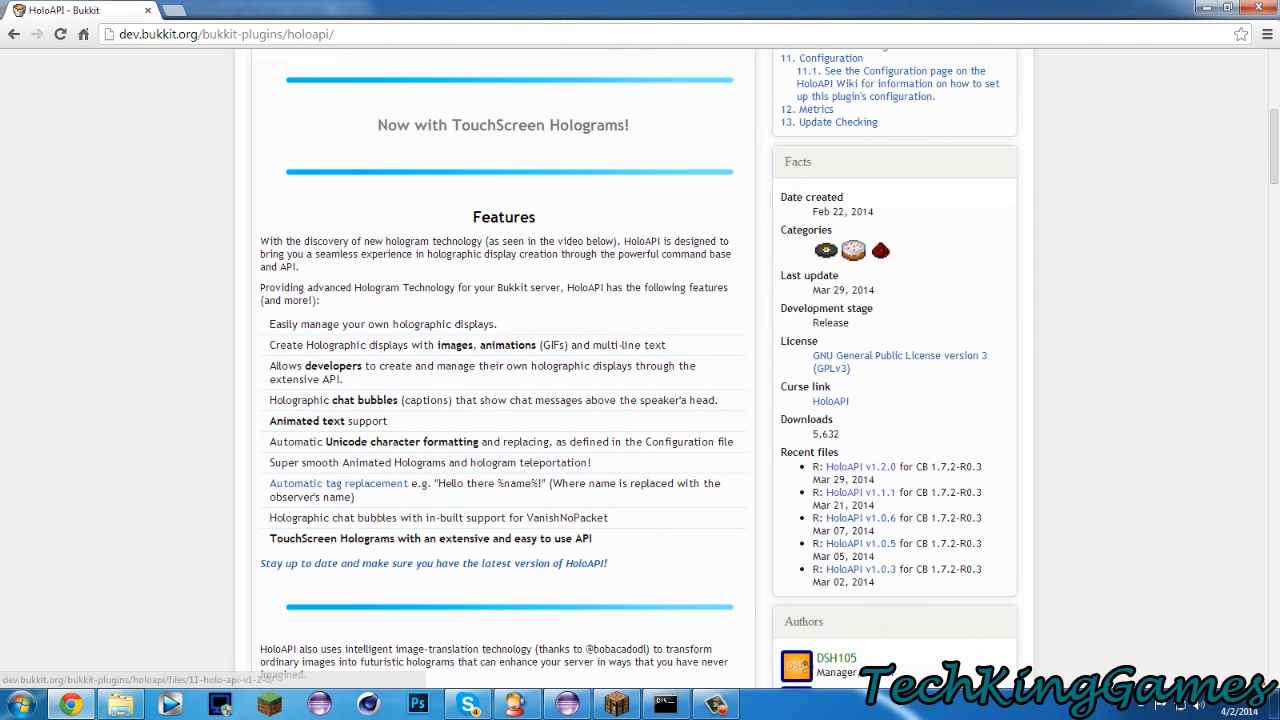 HoloAPI - Bukkit
dev.bukkit.org/bukkit-plugins/holoapi/
Now with TouchScreen Holograms!
Features
With the discovery of new hologram technology (as seen in the video below), HoloAPI is designed to
bring you a seamless experience in holographic display creation through the powerful command base
and API.
Providing advanced Hologram Technology for your Bukkit server, HoloAPI has the following features
(and more!):
Easily manage your own holographic displays.
Create Holographic displays with images, animations (GIFs) and multi-line text
Allows developers to create and manage their own holographic displays through the
extensive API.
Holographic chat bubbles (captions) that show chat messages above the speaker's head.
Animated text support
Automatic Unicode character formatting and replacing, as defined in the Configuration file
Super smooth Animated Holograms and hologram teleportation!
Automatic tag replacement e.g. "Hello there %name%!" (Where name is replaced with the
observer's name)
Holographic chat bubbles with in-built support for VanishNoPacket
TouchScreen Holograms with an extensive and easy to use API
Stay up to date and make sure you have the latest version of HoloAPI!
HoloAPI also uses intelligent image-translation technology (thanks to @bobacadodl) to transform
ordinary images into futuristic holograms that can enhance your server in ways that you have never
imagined.
11. Configuration
11.1. See the Configuration page on the
HoloAPI Wiki for information on how to set
up this plugin's configuration.
12. Metrics
13. Update Checking
Facts
Date created
Feb 22, 2014
Categories
Last update
Mar 29, 2014
Development stage
Release
License
GNU General Public License version 3
(GPLv3)
Curse link
HoloAPI
Downloads
5,632
Recent files
R: HoloAPI v1.2.0 for CB 1.7.2-R0.3
Mar 29, 2014
R: HoloAPI v1.1.1 for CB 1.7.2-R0.3
Mar 21, 2014
R: HoloAPI v1.0.6 for CB 1.7.2-R0.3
Mar 07, 2014
R: HoloAPI v1.0.5 for CB 1.7.2-R0.3
Mar 05, 2014
R: HoloAPI v1.0.3 for CB 1.7.2-R0.3
Mar 02, 2014
Authors
DSH105
Manager
dev.bukkit.org/bukkit-plugins/holoapi/files/11-holo-api-v1-2-0/
TechKingGames
4/2/2014